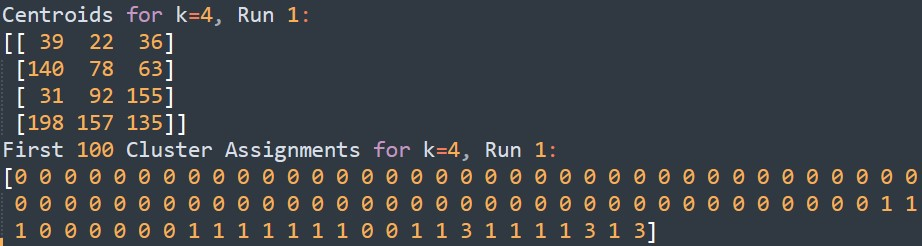 Centroids for k=4, Run 1:
[[ 39 22 36]
[140 78 63]
[ 31 92 155]
[198 157 135]]
First 100 Cluster Assignments for k=4, Run 1:
[0 0 0 0 0 0 0 0 0 0 0 0 0 0 0 0 0 0 0 0 0 0 0 0 0 0 0 0 0 0 0 0 0 0 0 0 0
0 0 0 0 0 0 0 0 0 0 0 0 0 0 0 0 0 0 0 0 0 0 0 0 0 0 0 0 0 0 0 0 0 0 0 1 1
1 0 0 0 0 0 0 1 1 1 1 1 1 1 0 0 1 1 3 1 1 1 1 3 1 3]